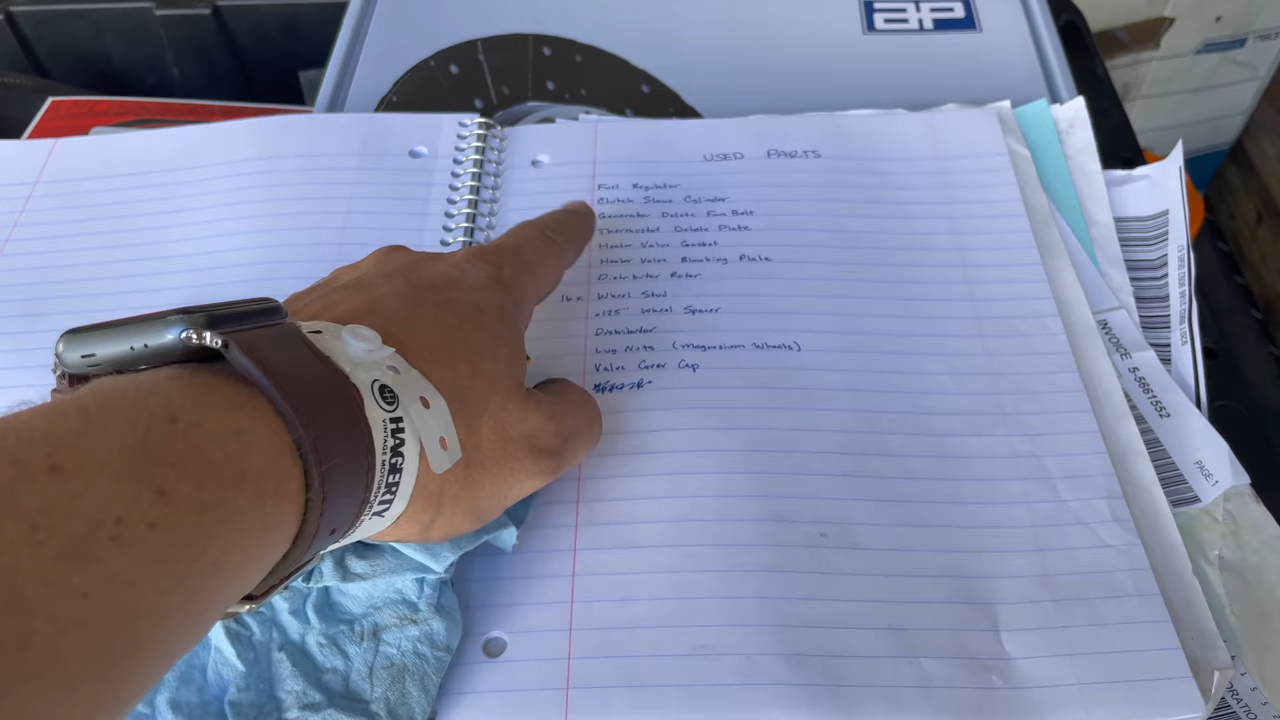 ap
USED PARTS
Fuel Regulator
Clutch Slave Cylinder
Generator Delete Fan Belt
Thermostat Delete Plate
Heater Valve Gasket
Heater Valve Blanking Plate
Distributor Rotor
16x Wheel Stud
.125" Wheel Spacer
Distributor
Lug Nuts (Magnesium Wheels)
Valve Cover Cap
HAGERTY
VINTAGE MOTORSPORTS
INVOICE 5-5661552
PAGE: 1